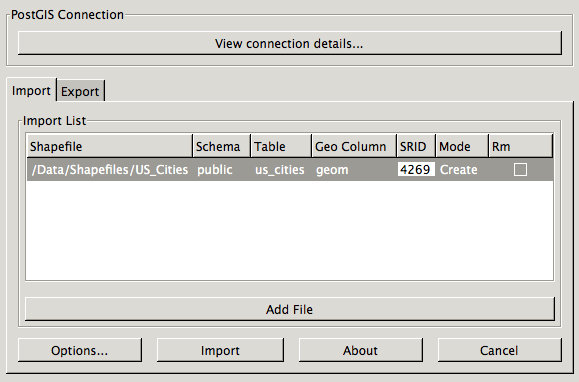 PostGIS Connection
View connection details...
Import Export
Import List
Shapefile Schema Table Geo Column SRID Mode Rm
/Data/Shapefiles/US_Cities public us_cities geom 4269 Create
Add File
Options... Import About Cancel